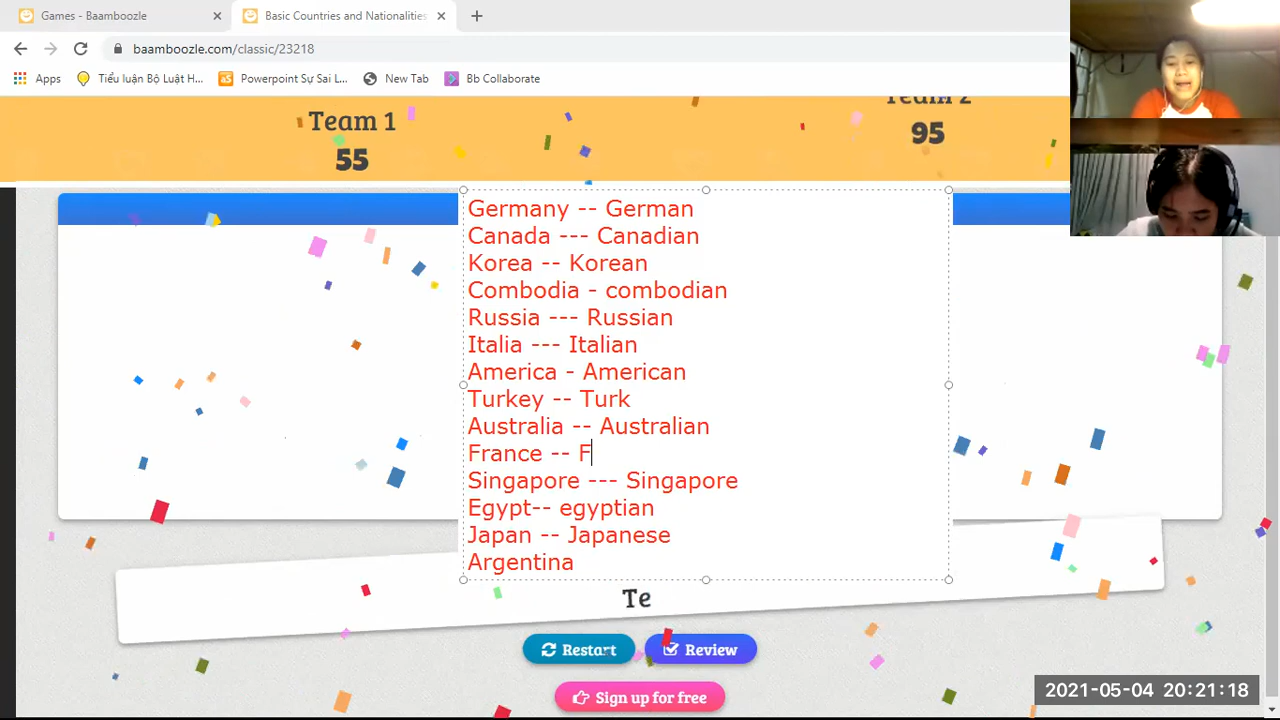 Games - Baamboozle
Basic Countries and Nationalities
baamboozle.com/classic/23218
Apps
Tiểu luận Bộ Luật H...
Powerpoint Sự Sai L...
New Tab
Bb Collaborate
Team 1
Team 2
55
95
Germany -- German
Canada --- Canadian
Korea -- Korean
Combodia - combodian
Russia --- Russian
Italia --- Italian
America - American
Turkey -- Turk
Australia -- Australian
France -- F
Singapore --- Singapore
Egypt-- egyptian
Japan -- Japanese
Argentina
Te
Restart
Review
Sign up for free
2021-05-04 20:21:18